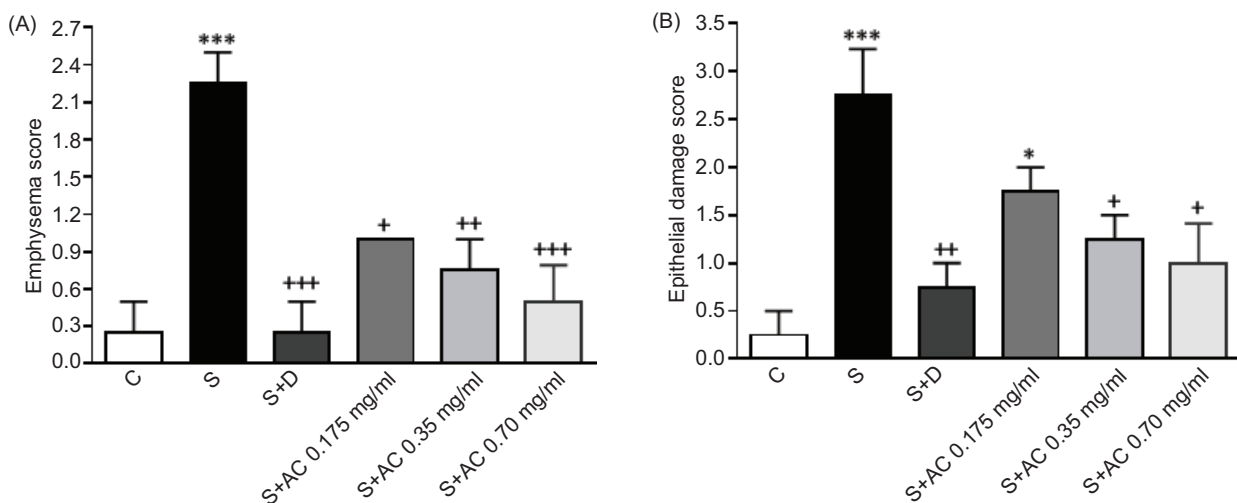 (A)
Emphysema score
2.7
2.4
2.1
1.8
1.5
1.2
0.9
0.6
0.3
0.0
***
+++
+
++
+++
C
S
S+D
S+AC 0.175 mg/ml
S+AC 0.35 mg/ml
S+AC 0.70 mg/ml
(B)
Epithelial damage score
3.5
3.0
2.5
2.0
1.5
1.0
0.5
0.0
***
++
*
+
+
C
S
S+D
S+AC 0.175 mg/ml
S+AC 0.35 mg/ml
S+AC 0.70 mg/ml